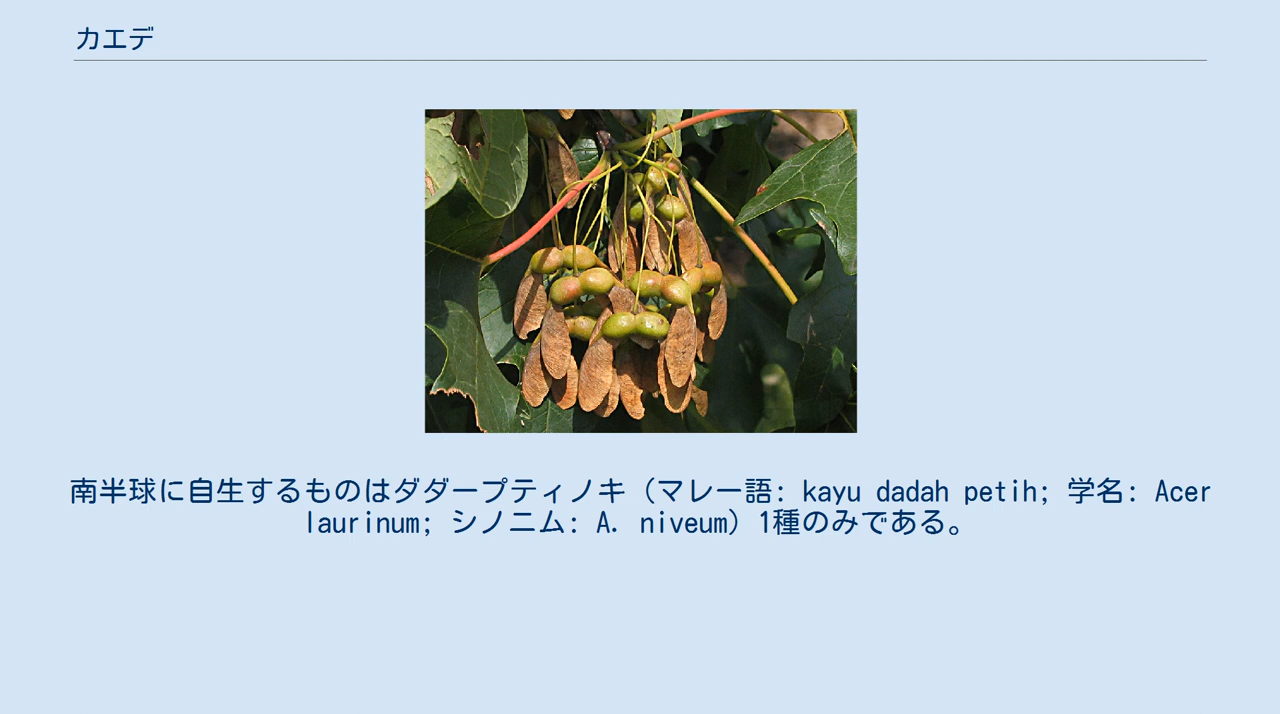 カエデ
南半球に自生するものはダダープティノキ（マレー語: kayu dadah petih; 学名: Acer
laurinum; シノニム: A. niveum）1種のみである。